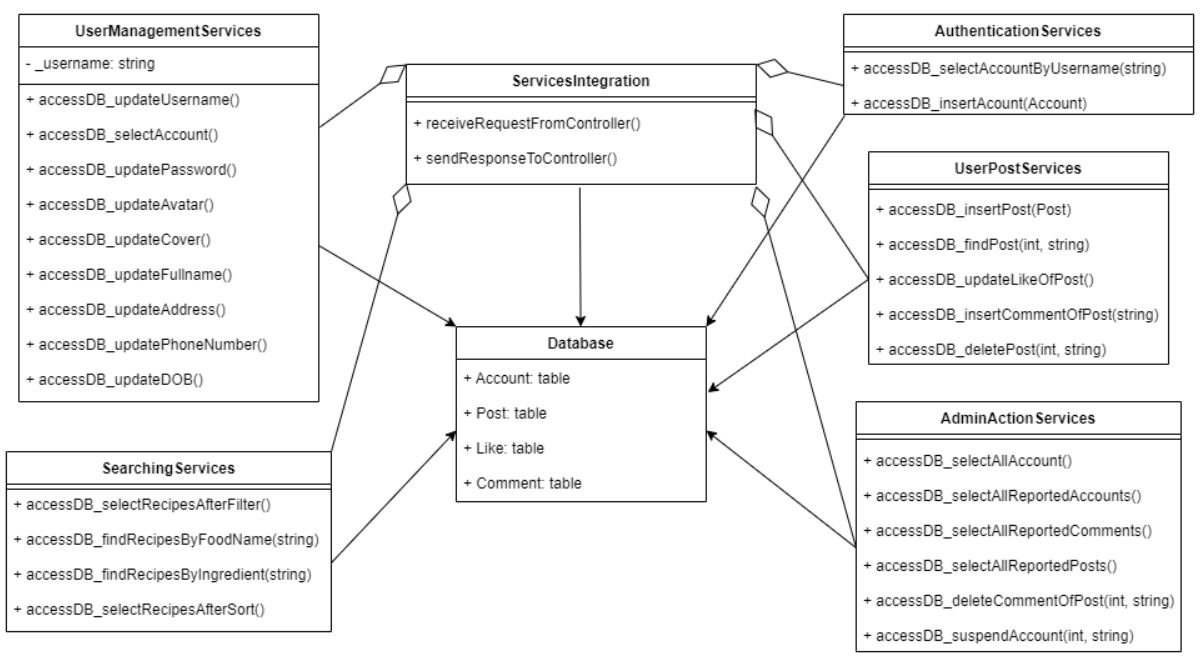 UserManagementServices
- _username: string
+ accessDB_updateUsername()
+ accessDB_selectAccount()
+ accessDB_updatePassword()
+ accessDB_updateAvatar()
+ accessDB_updateCover()
+ accessDB_updateFullname()
+ accessDB_updateAddress()
+ accessDB_updatePhoneNumber()
+ accessDB_updateDOB()
ServicesIntegration
+ receiveRequestFromController()
+ sendResponseToController()
AuthenticationServices
+ accessDB_selectAccountByUsername(string)
+ accessDB_insertAcount(Account)
UserPostServices
+ accessDB_insertPost(Post)
+ accessDB_findPost(int, string)
+ accessDB_updateLikeOfPost()
+ accessDB_insertCommentOfPost(string)
+ accessDB_deletePost(int, string)
Database
+ Account: table
+ Post: table
+ Like: table
+ Comment: table
SearchingServices
+ accessDB_selectRecipesAfterFilter()
+ accessDB_findRecipesByFoodName(string)
+ accessDB_findRecipesByIngredient(string)
+ accessDB_selectRecipesAfterSort()
AdminActionServices
+ accessDB_selectAllAccount()
+ accessDB_selectAllReportedAccounts()
+ accessDB_selectAllReportedComments()
+ accessDB_selectAllReportedPosts()
+ accessDB_deleteCommentOfPost(int, string)
+ accessDB_suspendAccount(int, string)